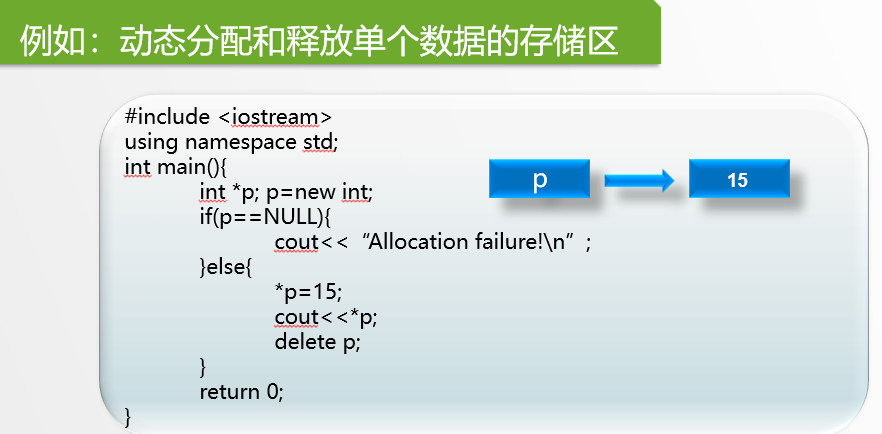 例如：动态分配和释放单个数据的存储区
#include <iostream>
using namespace std;
int main(){
int *p; p=new int;
if(p==NULL){
cout<<“Allocation failure!\n”;
}else{
*p=15;
cout<<*p;
delete p;
}
return 0;
}
p
15